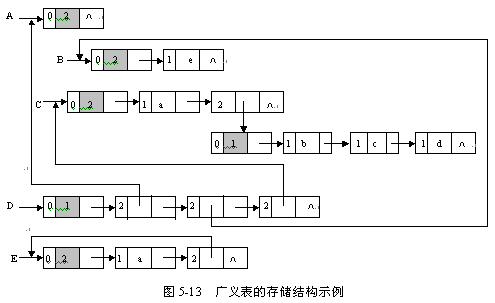 A 0 2 ∧
B 0 2 1 e ∧
C 0 2 1 a 2 ∧
0 1 1 b 1 c 1 d ∧
D 0 1 2 2 2 ∧
E 0 2 1 a 2 ∧
图 5-13 广义表的存储结构示例